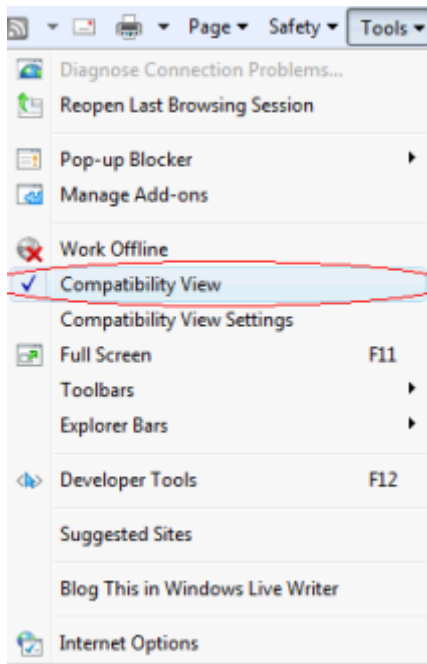 Page Safety Tools
Diagnose Connection Problems...
Reopen Last Browsing Session
Pop-up Blocker
Manage Add-ons
Work Offline
Compatibility View
Compatibility View Settings
Full Screen F11
Toolbars
Explorer Bars
Developer Tools F12
Suggested Sites
Blog This in Windows Live Writer
Internet Options